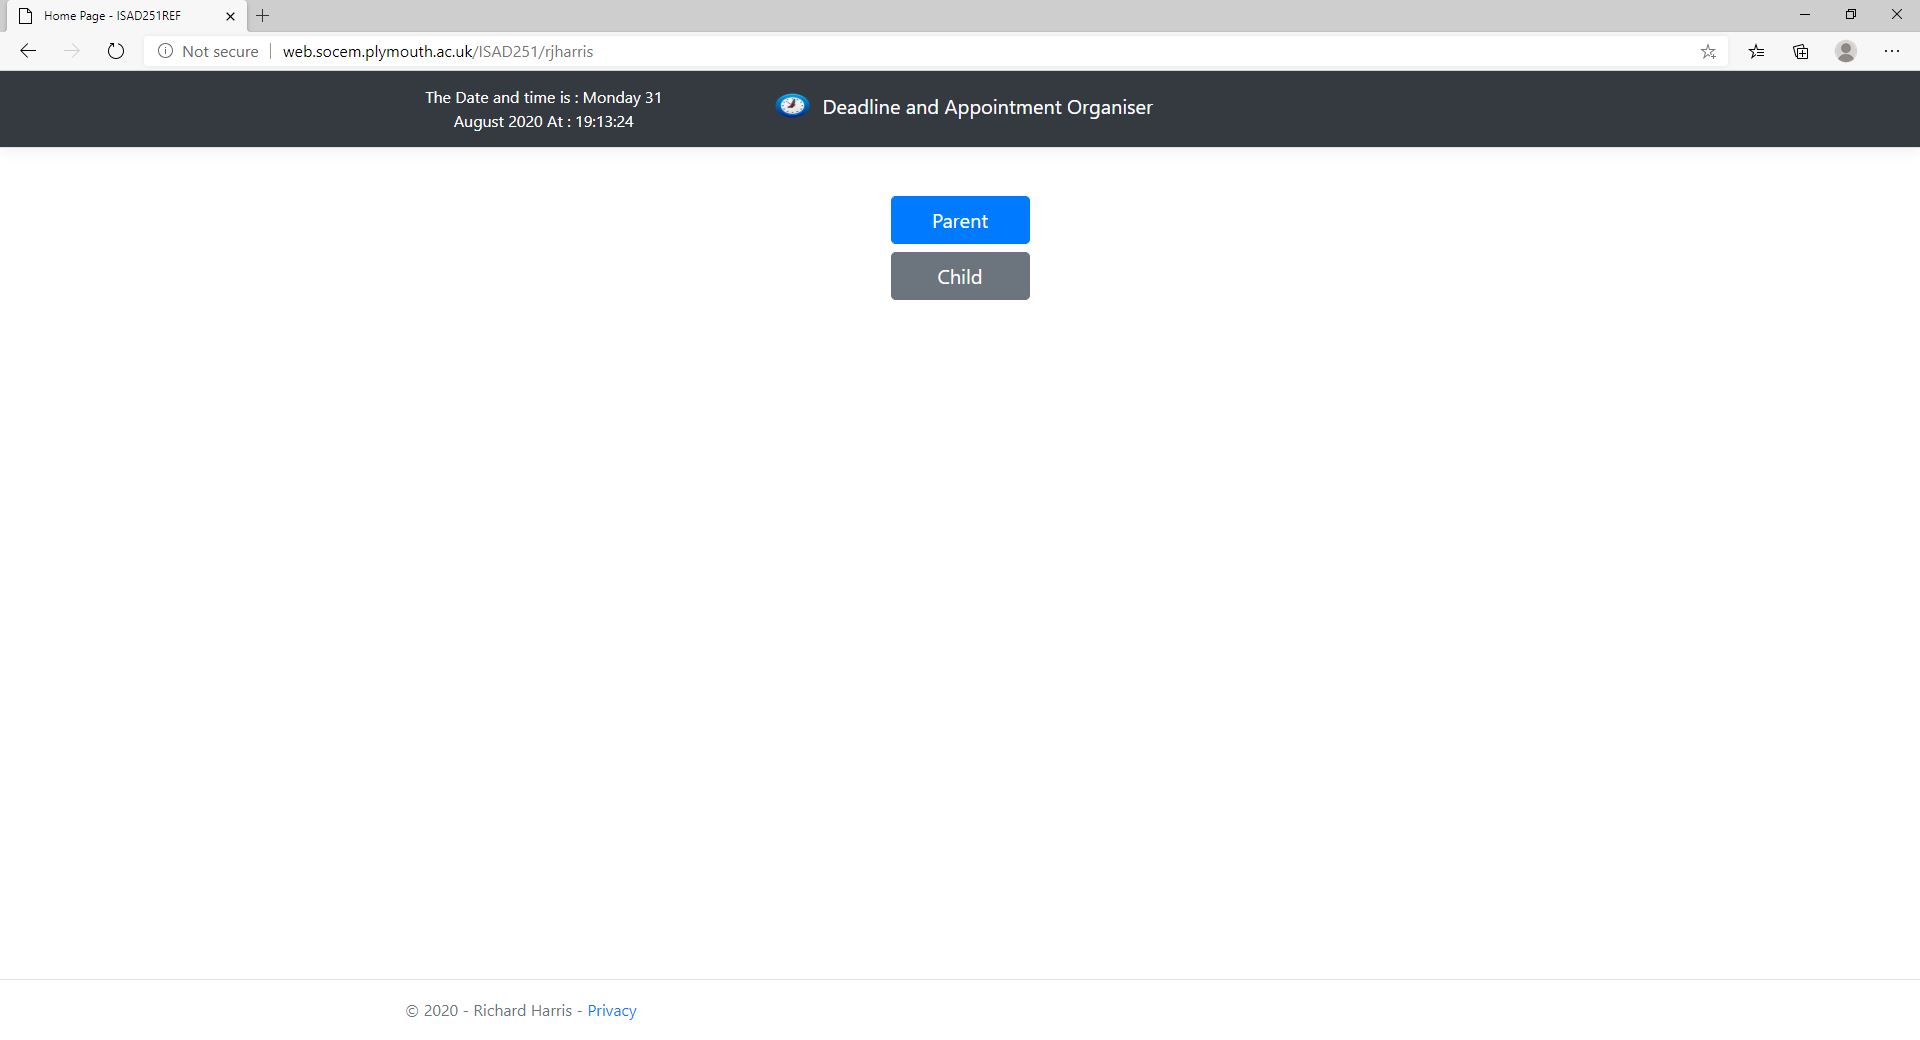 Home Page - ISAD251REF
Not secure
web.socem.plymouth.ac.uk/ISAD251/rjharris
The Date and time is : Monday 31
August 2020 At : 19:13:24
Deadline and Appointment Organiser
Parent
Child
© 2020 - Richard Harris - Privacy